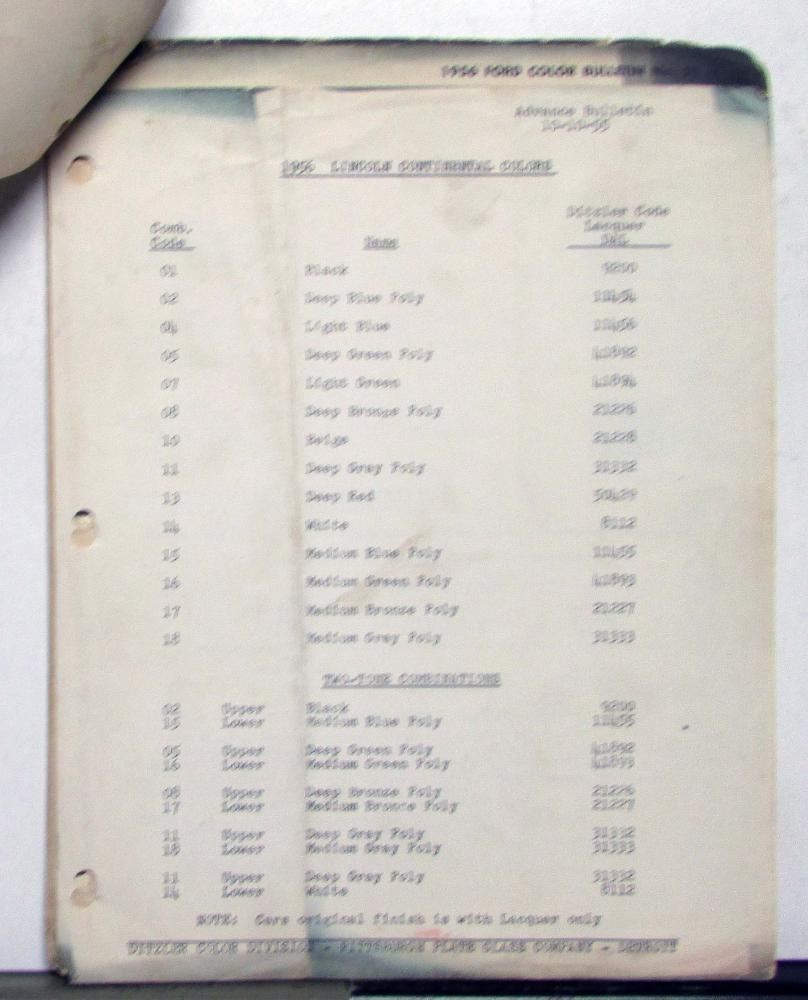 1956 FORD COLOR BULLETIN
Advance Bulletin
1956 LINCOLN CONTINENTAL COLORS
Ditzler Code
Comb. Lacquer
Code Name
01 Black 9200
02 Deep Blue Poly 11454
04 Light Blue 11456
05 Deep Green Poly 41892
07 Light Green 41894
08 Deep Bronze Poly 21226
10 Beige 21228
11 Deep Gray Poly 31332
13 Deep Red 50429
14 White 8112
15 Medium Blue Poly 11455
16 Medium Green Poly 41893
17 Medium Bronze Poly 21227
18 Medium Gray Poly 31333
TWO-TONE COMBINATIONS
02 Upper Black 9200
15 Lower Medium Blue Poly 11455
05 Upper Deep Green Poly 41892
16 Lower Medium Green Poly 41893
08 Upper Deep Bronze Poly 21226
17 Lower Medium Bronze Poly 21227
11 Upper Deep Gray Poly 31332
18 Lower Medium Gray Poly 31333
11 Upper Deep Gray Poly 31332
14 Lower White 8112
NOTE: Cars original finish is with Lacquer only
DITZLER COLOR DIVISION - PITTSBURGH PLATE GLASS COMPANY - DETROIT